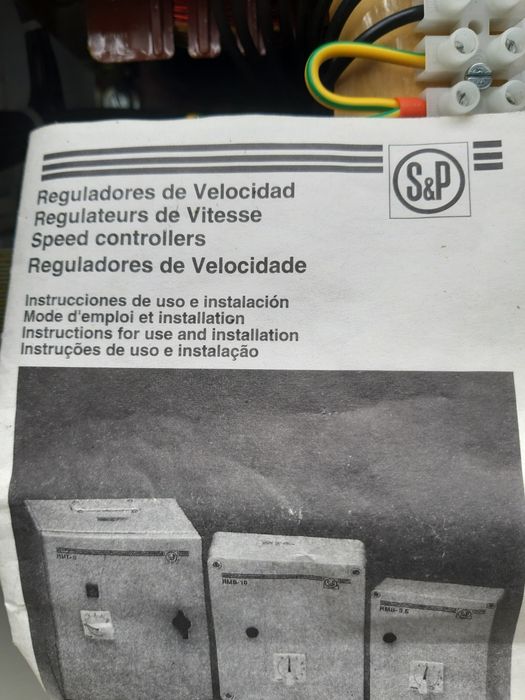 S&P
Reguladores de Velocidad
Regulateurs de Vitesse
Speed controllers
Reguladores de Velocidade
Instrucciones de uso e instalación
Mode d'emploi et installation
Instructions for use and installation
Instruções de uso e instalação
RMB-10